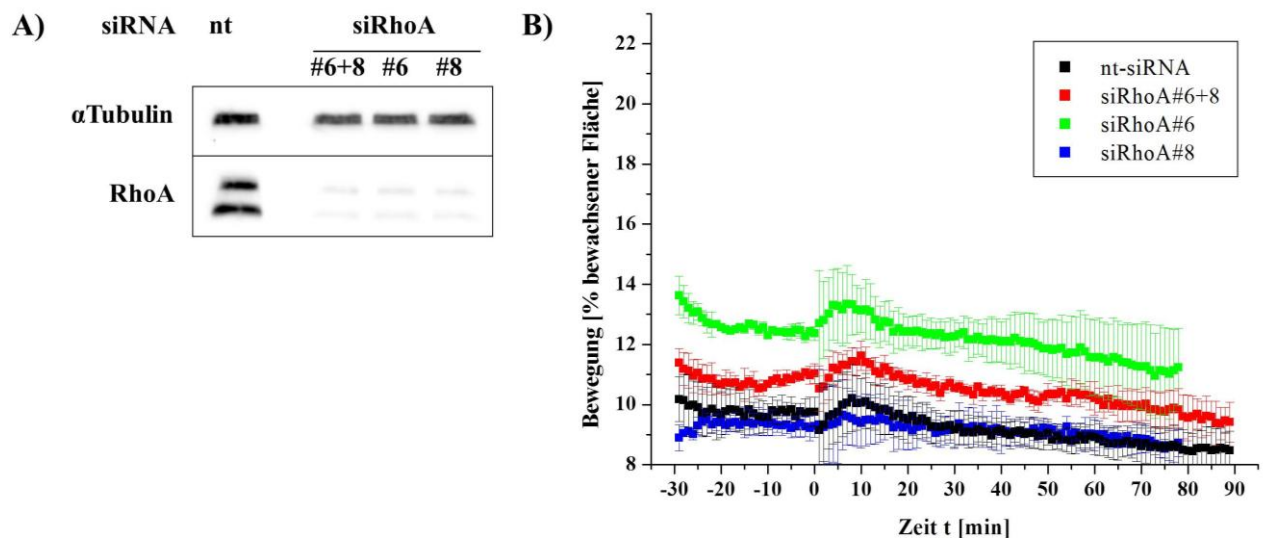 A) siRNA nt siRhoA
#6+8 #6 #8
αTubulin
RhoA
B)
Bewegung [% bewachsener Fläche]
22
20
18
16
14
12
10
8
nt-siRNA
siRhoA#6+8
siRhoA#6
siRhoA#8
-30 -20 -10 0 10 20 30 40 50 60 70 80 90
Zeit t [min]